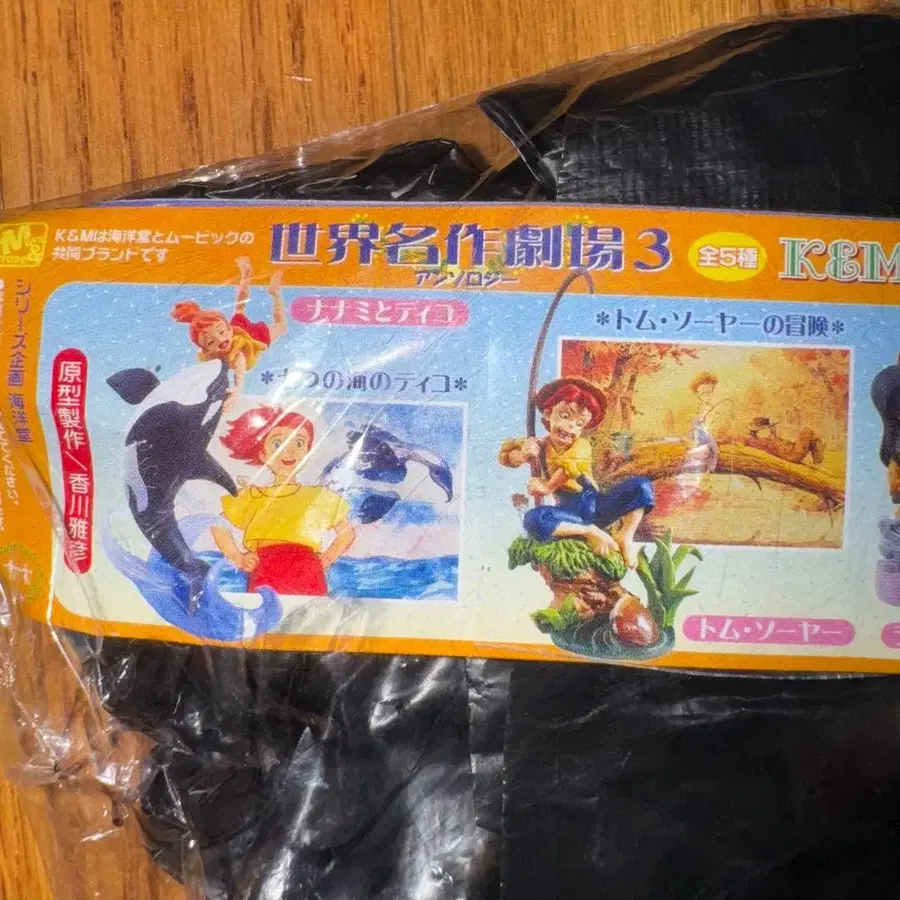 K&Mは海洋堂とムービックの
共同ブランドです
世界名作劇場3
アンソロジー
全5種
K&M
シリーズ企画 海洋堂
原型製作/香川雅彦
ナナミとディコ
*七つの海のティコ*
*トム・ソーヤーの冒険*
トム・ソーヤー